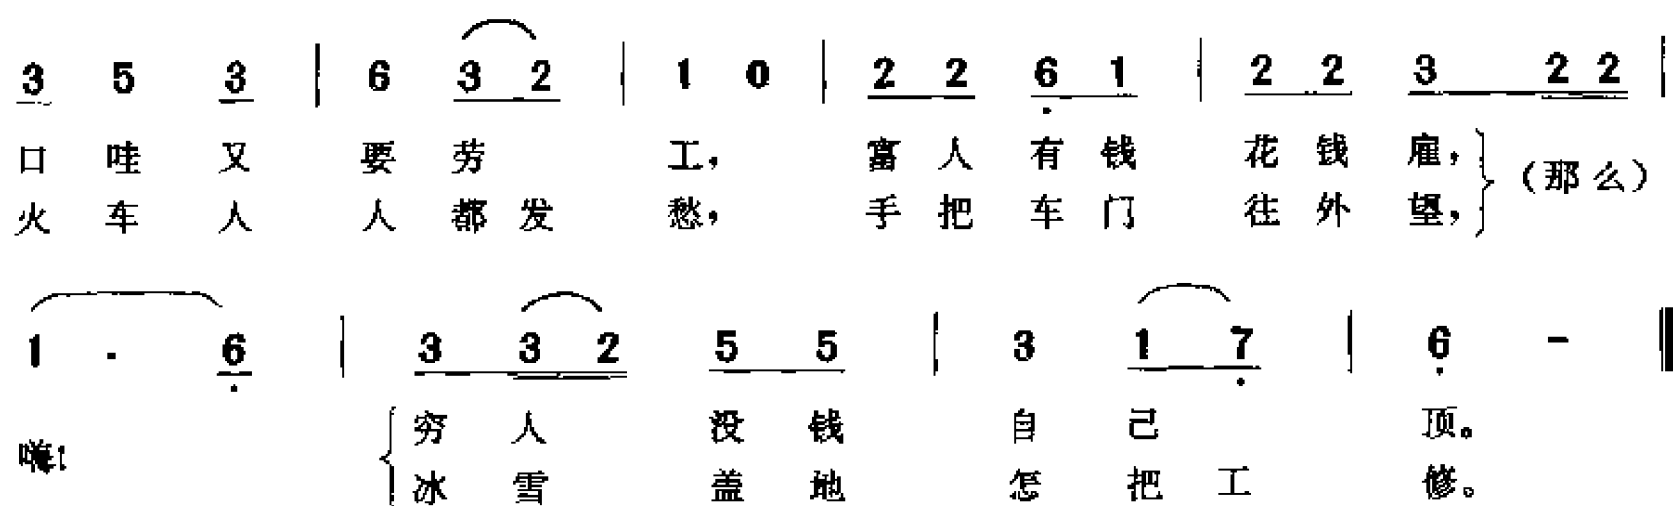 3 5 3 | 6 3 2 | 1 0 | 2 2 6 1 | 2 2 3 2 2 |
口 哇 又 要 劳 工， 富 人 有 钱 花 钱 雇，
（那 么）
火 车 人 人 都 发 愁， 手 把 车 门 往 外 望，
1 · 6 | 3 3 2 5 5 | 3 1 7 | 6 －
穷 人 没 钱 自 己 顶。
嗨！
冰 雪 盖 地 怎 把 工 修。